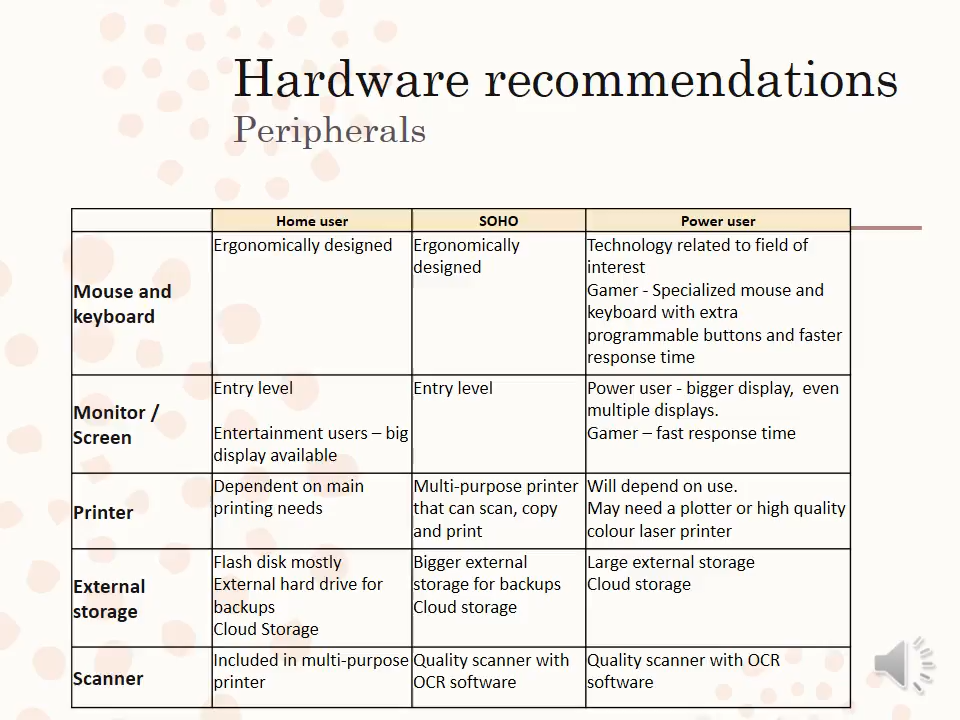 Hardware recommendations
Peripherals
Home user
SOHO
Power user
Mouse and
keyboard
Ergonomically designed
Ergonomically
designed
Technology related to field of
interest
Gamer - Specialized mouse and
keyboard with extra
programmable buttons and faster
response time
Monitor /
Screen
Entry level
Entertainment users – big
display available
Entry level
Power user - bigger display,  even
multiple displays.
Gamer – fast response time
Printer
Dependent on main
printing needs
Multi-purpose printer
that can scan, copy
and print
Will depend on use.
May need a plotter or high quality
colour laser printer
External
storage
Flash disk mostly
External hard drive for
backups
Cloud Storage
Bigger external
storage for backups
Cloud storage
Large external storage
Cloud storage
Scanner
Included in multi-purpose
printer
Quality scanner with
OCR software
Quality scanner with OCR
software